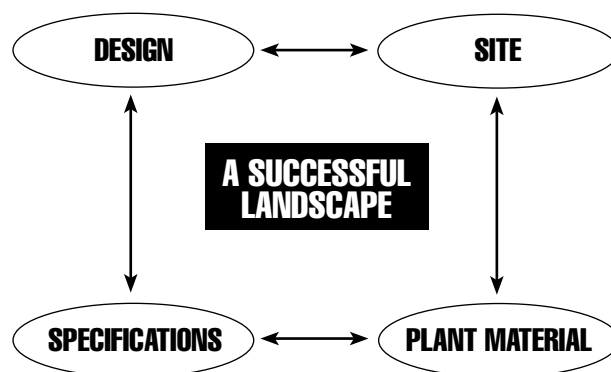 DESIGN
SITE
A SUCCESSFUL
LANDSCAPE
SPECIFICATIONS
PLANT MATERIAL